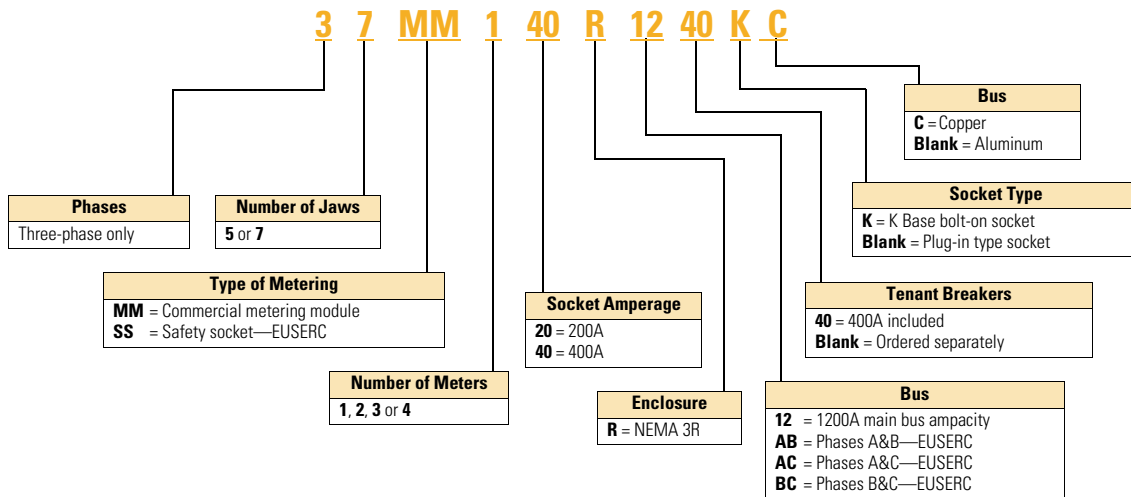 3 7 MM 1 40 R 12 40 K C
Bus
C = Copper
Blank = Aluminum
Socket Type
K = K Base bolt-on socket
Blank = Plug-in type socket
Phases
Three-phase only
Number of Jaws
5 or 7
Type of Metering
MM = Commercial metering module
SS = Safety socket—EUSERC
Socket Amperage
20 = 200A
40 = 400A
Tenant Breakers
40 = 400A included
Blank = Ordered separately
Number of Meters
1, 2, 3 or 4
Enclosure
R = NEMA 3R
Bus
12 = 1200A main bus ampacity
AB = Phases A&B—EUSERC
AC = Phases A&C—EUSERC
BC = Phases B&C—EUSERC